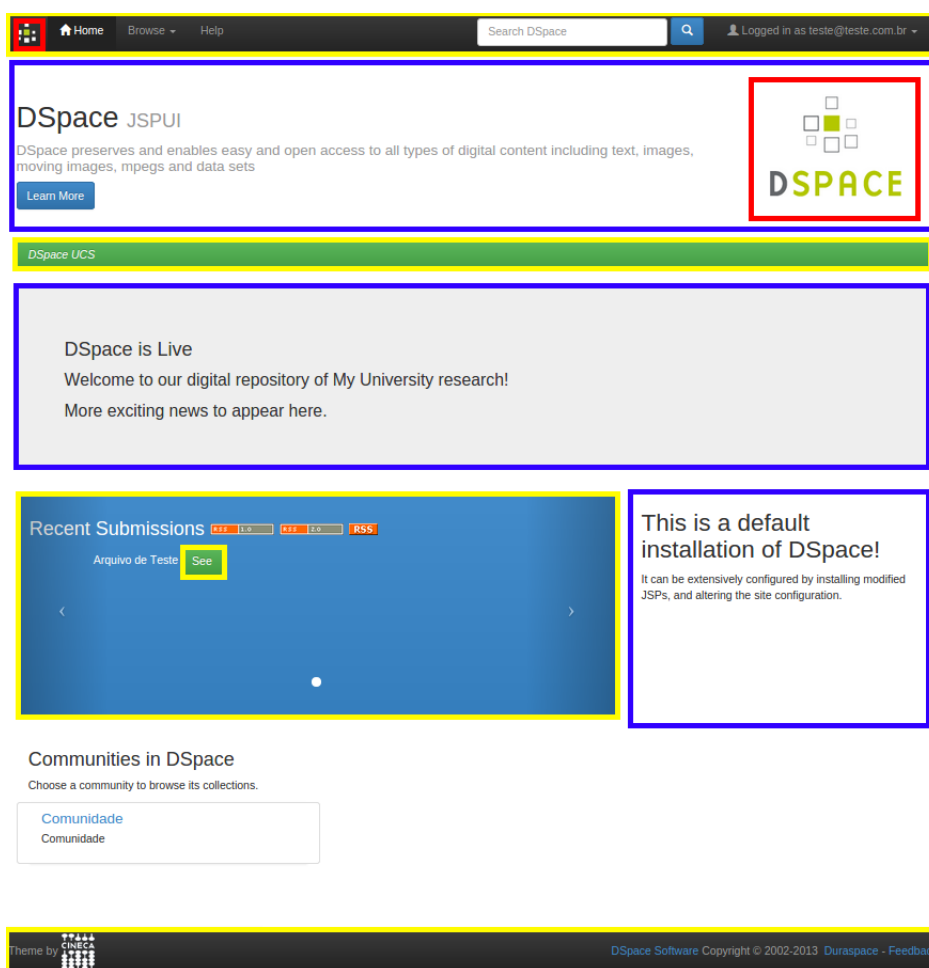 Home Browse Help Search DSpace Logged in as teste@teste.com.br
DSpace JSPUI
DSpace preserves and enables easy and open access to all types of digital content including text, images,
moving images, mpegs and data sets
Learn More
DSPACE
DSpace UCS
DSpace is Live
Welcome to our digital repository of My University research!
More exciting news to appear here.
Recent Submissions RSS 1.0 RSS 2.0 RSS
Arquivo de Teste See
This is a default
installation of DSpace!
It can be extensively configured by installing modified
JSPs, and altering the site configuration.
Communities in DSpace
Choose a community to browse its collections.
Comunidade
Comunidade
Theme by CINECA DSpace Software Copyright © 2002-2013 Duraspace - Feedbac